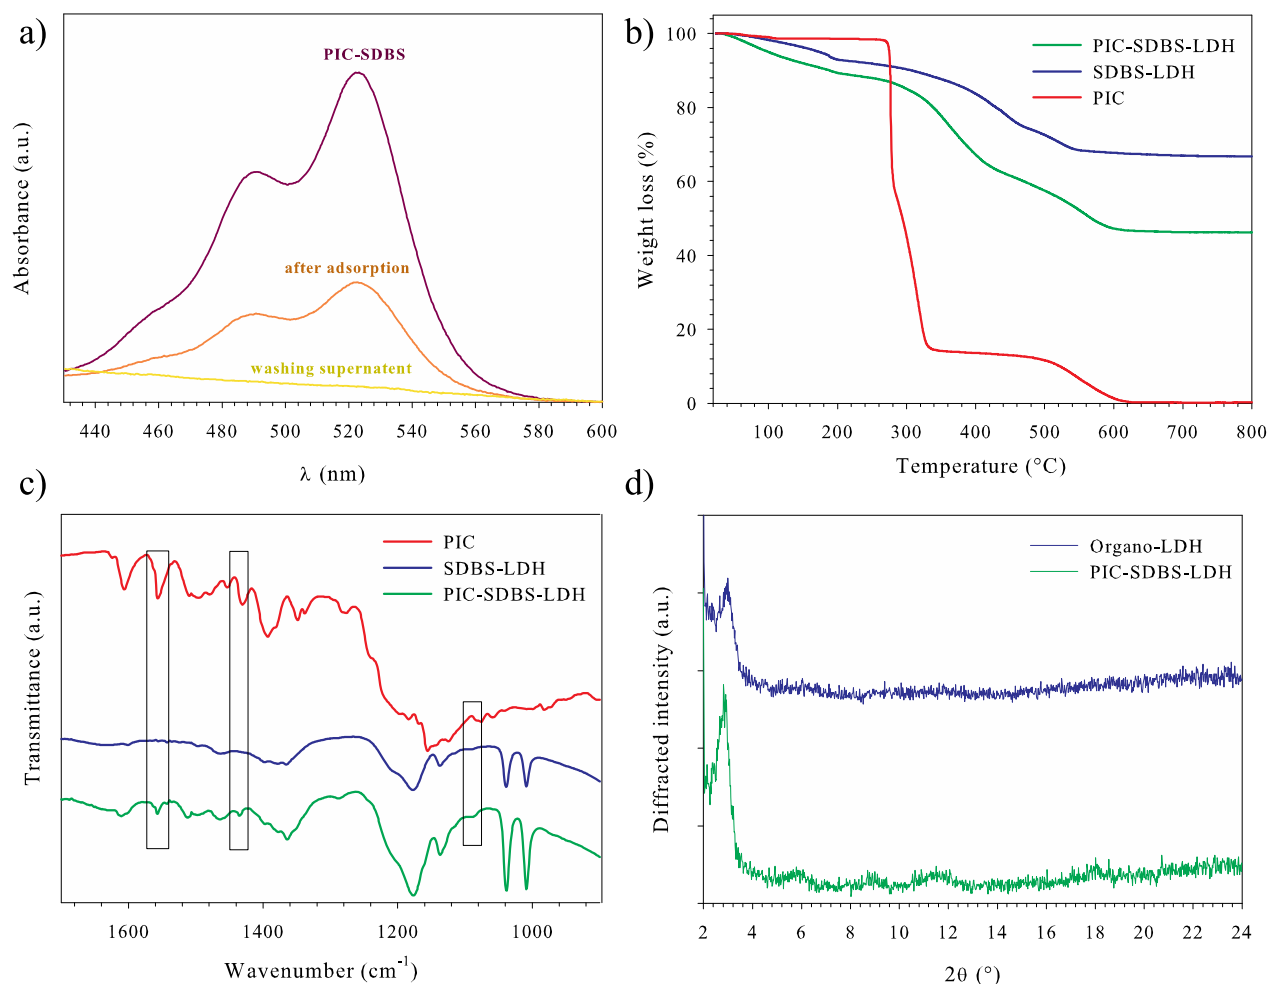 a)
PIC-SDBS
after adsorption
washing supernatent
Absorbance (a.u.)
440 460 480 500 520 540 560 580 600
λ (nm)
b)
PIC-SDBS-LDH
SDBS-LDH
PIC
Weight loss (%)
100
80
60
40
20
0
100 200 300 400 500 600 700 800
Temperature (°C)
c)
PIC
SDBS-LDH
PIC-SDBS-LDH
Transmittance (a.u.)
1600 1400 1200 1000
Wavenumber (cm⁻¹)
d)
Organo-LDH
PIC-SDBS-LDH
Diffracted intensity (a.u.)
2 4 6 8 10 12 14 16 18 20 22 24
2θ (°)